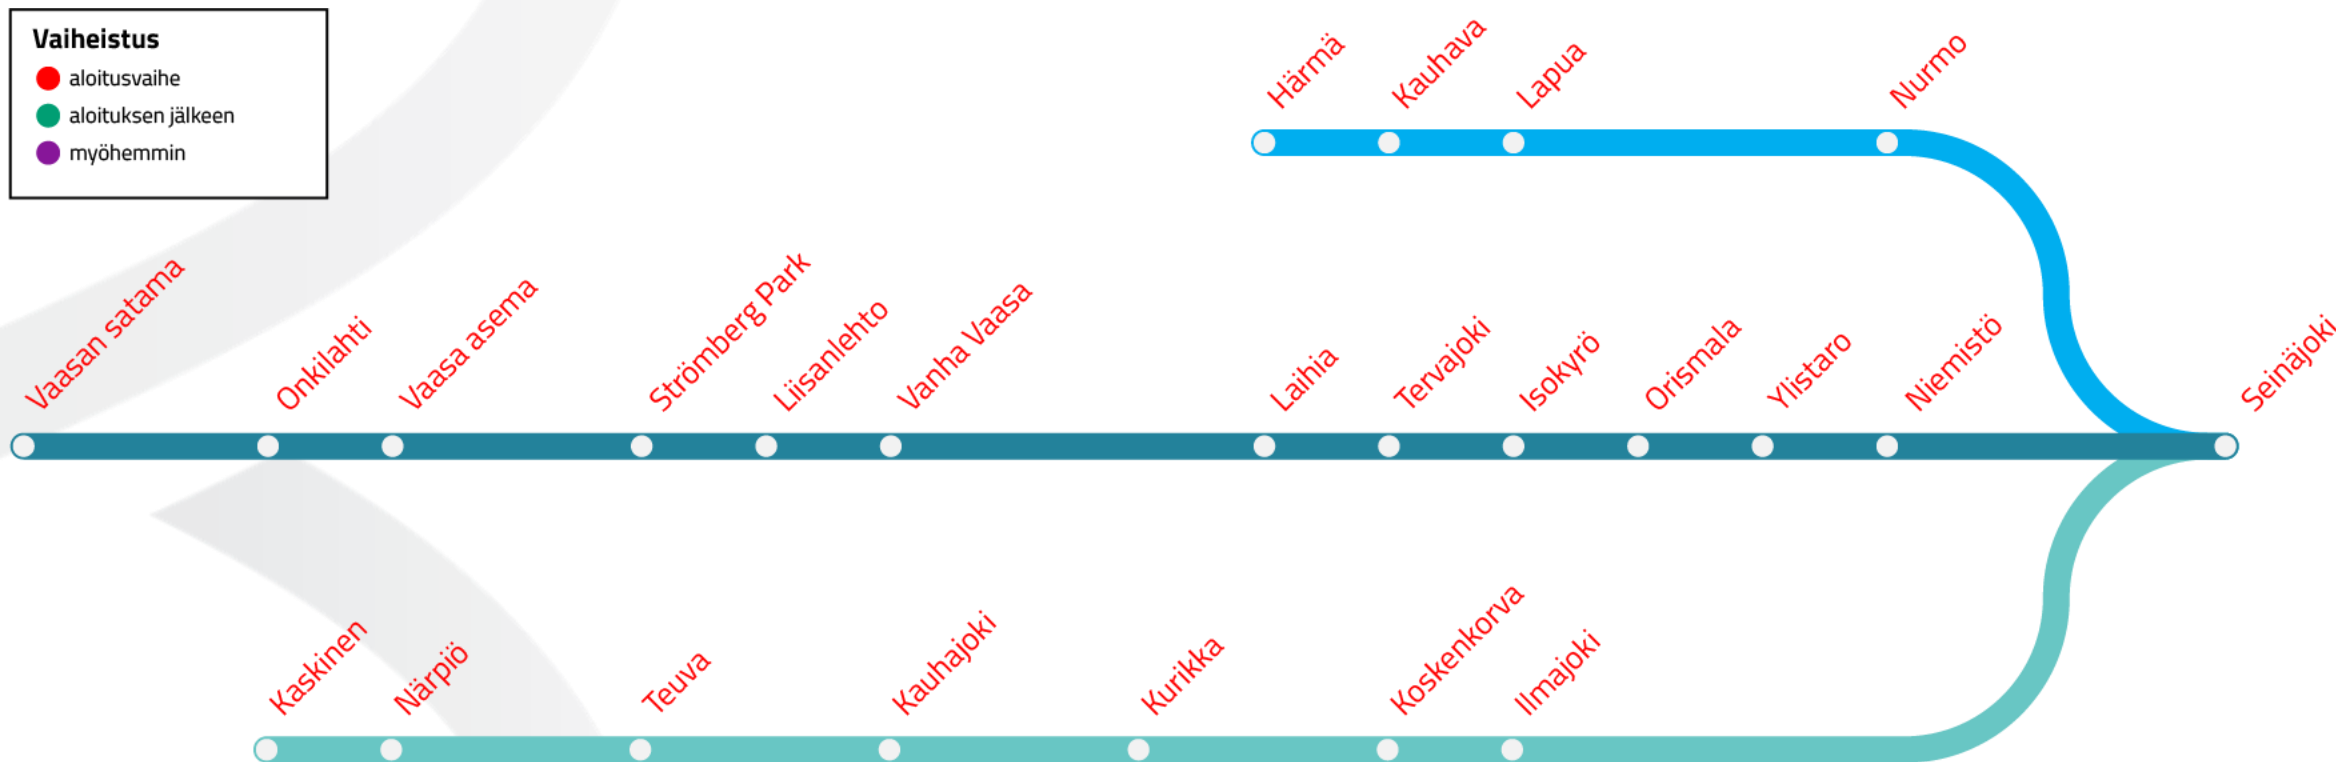 Vaiheistus
aloitusvaihe
aloituksen jälkeen
myöhemmin
Härmä
Kauhava
Lapua
Nurmo
Vaasan satama
Onkilahti
Vaasa asema
Strömberg Park
Liisanlehto
Vanha Vaasa
Laihia
Tervajoki
Isokyrö
Orismala
Ylistaro
Niemistö
Seinäjoki
Kaskinen
Närpiö
Teuva
Kauhajoki
Kurikka
Koskenkorva
Ilmajoki